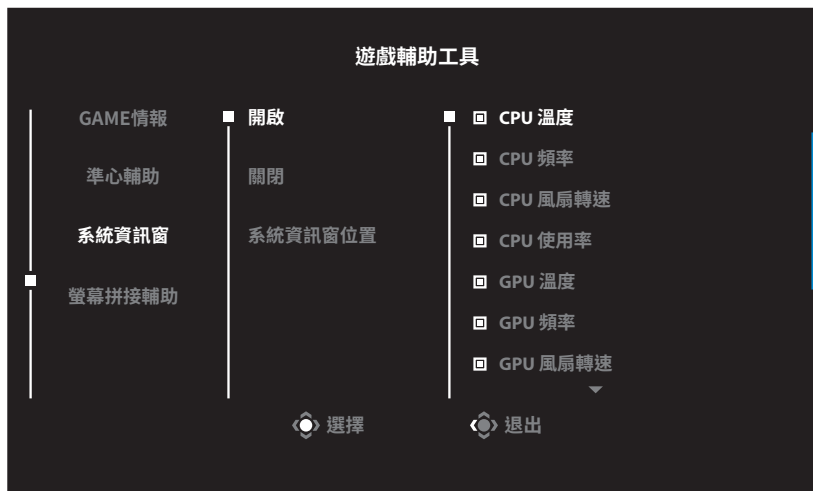 遊戲輔助工具
GAME情報
準心輔助
系統資訊窗
螢幕拼接輔助
開啟
關閉
系統資訊窗位置
CPU 溫度
CPU 頻率
CPU 風扇轉速
CPU 使用率
GPU 溫度
GPU 頻率
GPU 風扇轉速
選擇
退出